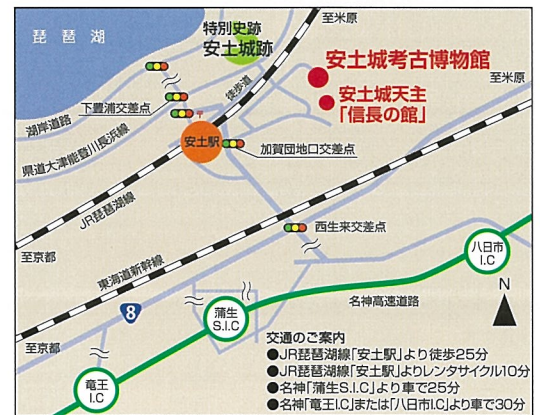 至米原
琵琶湖
特別史跡
安土城跡
安土城考古博物館
至米原
安土城天主
「信長の館」
徒歩道
下豊浦交差点
湖岸道路
県道大津能登川長浜線
安土駅
加賀団地口交差点
JR琵琶湖線
西生来交差点
八日市
I.C
至京都
東海道新幹線
名神高速道路
N
8
蒲生
S.I.C
至京都
竜王
I.C
交通のご案内
●JR琵琶湖線「安土駅」より徒歩25分
●JR琵琶湖線「安土駅」よりレンタサイクル10分
●名神「蒲生S.I.C」より車で25分
●名神「竜王I.C」または「八日市I.C」より車で30分